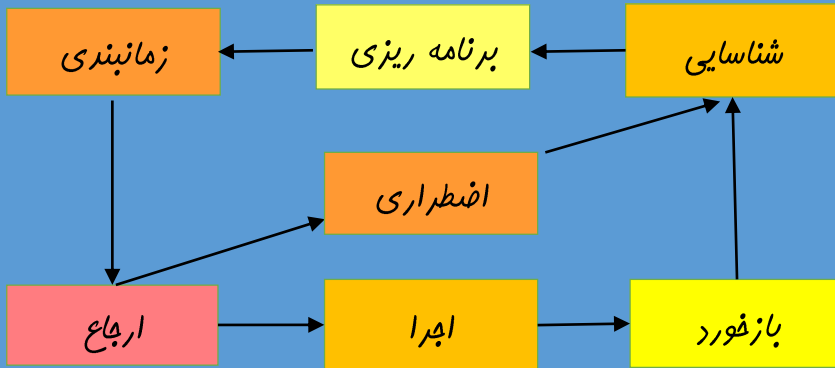 شناسایی
برنامه ریزی
زمانبندی
اضطراری
بازخورد
اجرا
ارجاع